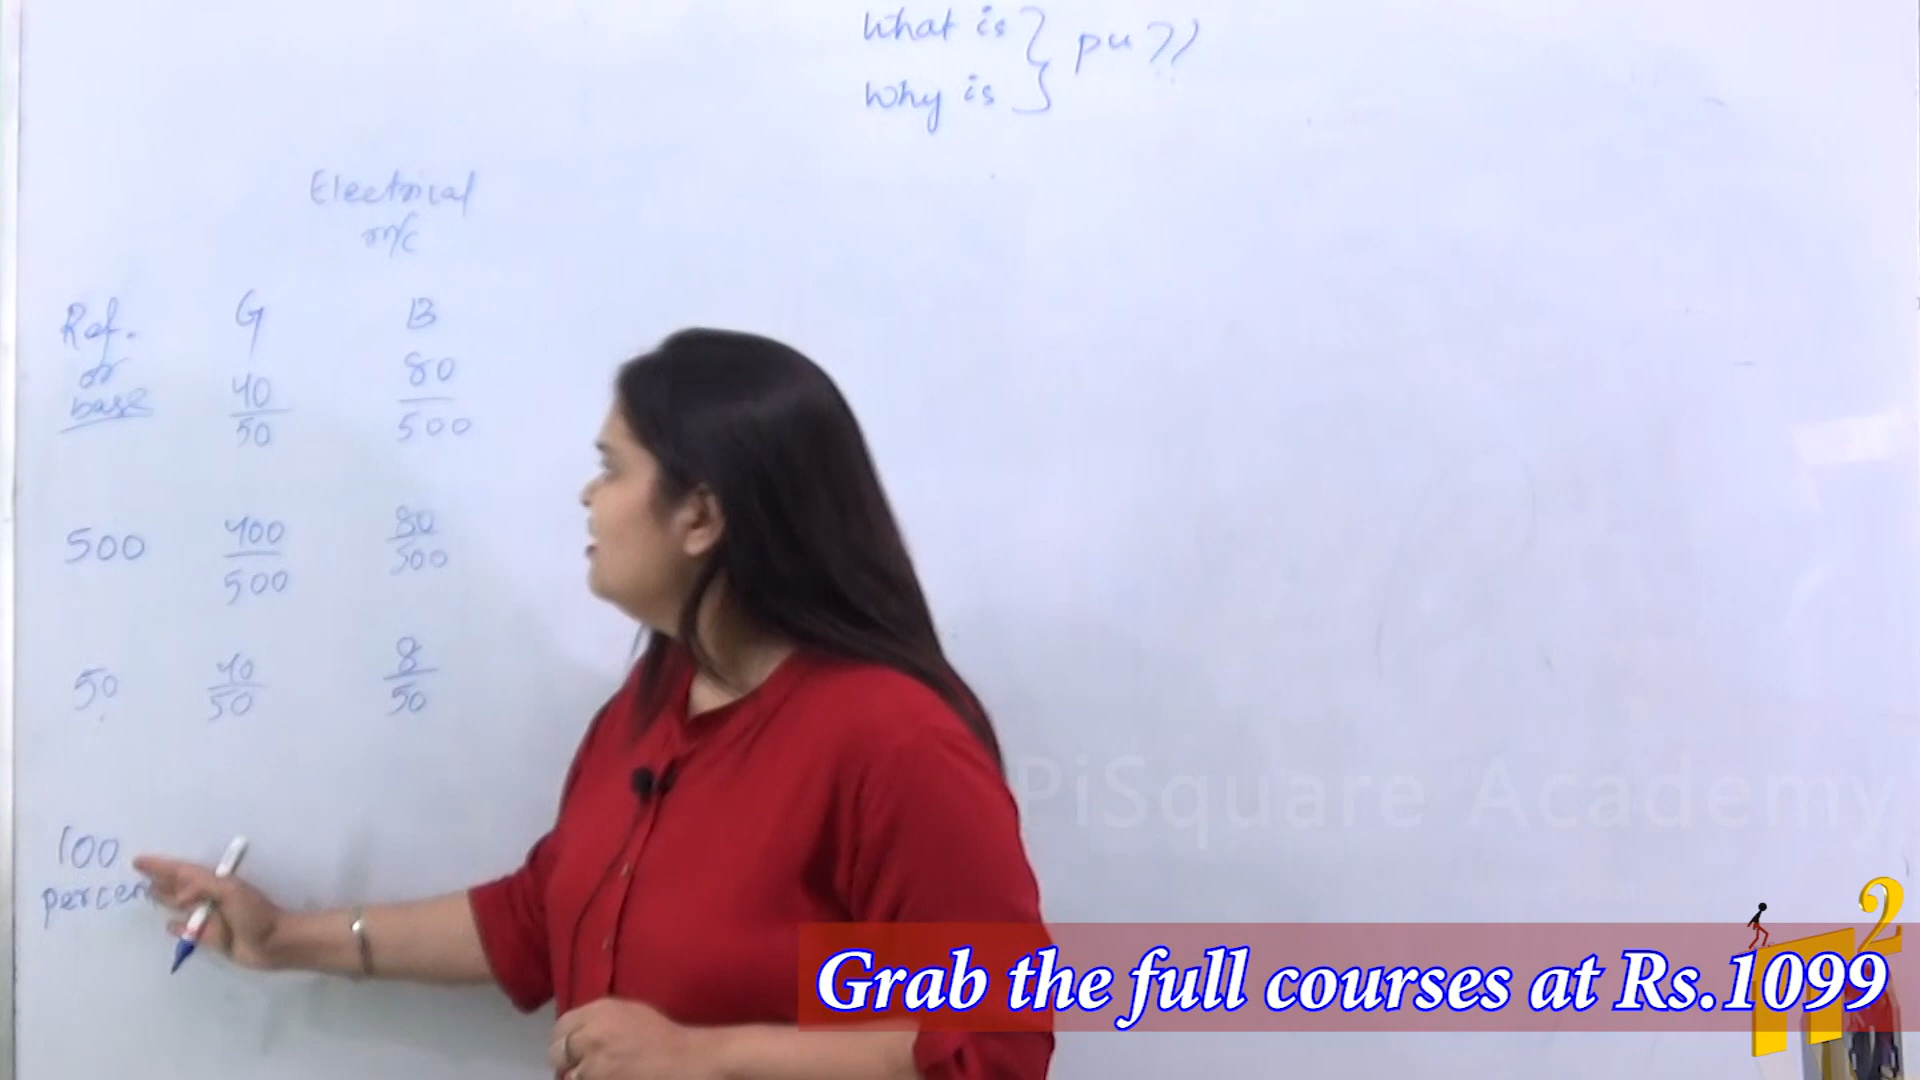 What is } pu ??
Why is
Electrical
m/c
Ref. G B
or
base
40/50 80/500
500 400/500 80/500
50 40/50 8/50
100
percen
PiSquare Academy
Grab the full courses at Rs.1099
π2